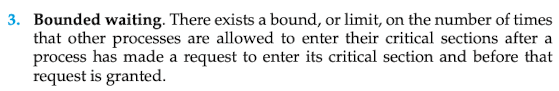 3. Bounded waiting. There exists a bound, or limit, on the number of times
that other processes are allowed to enter their critical sections after a
process has made a request to enter its critical section and before that
request is granted.